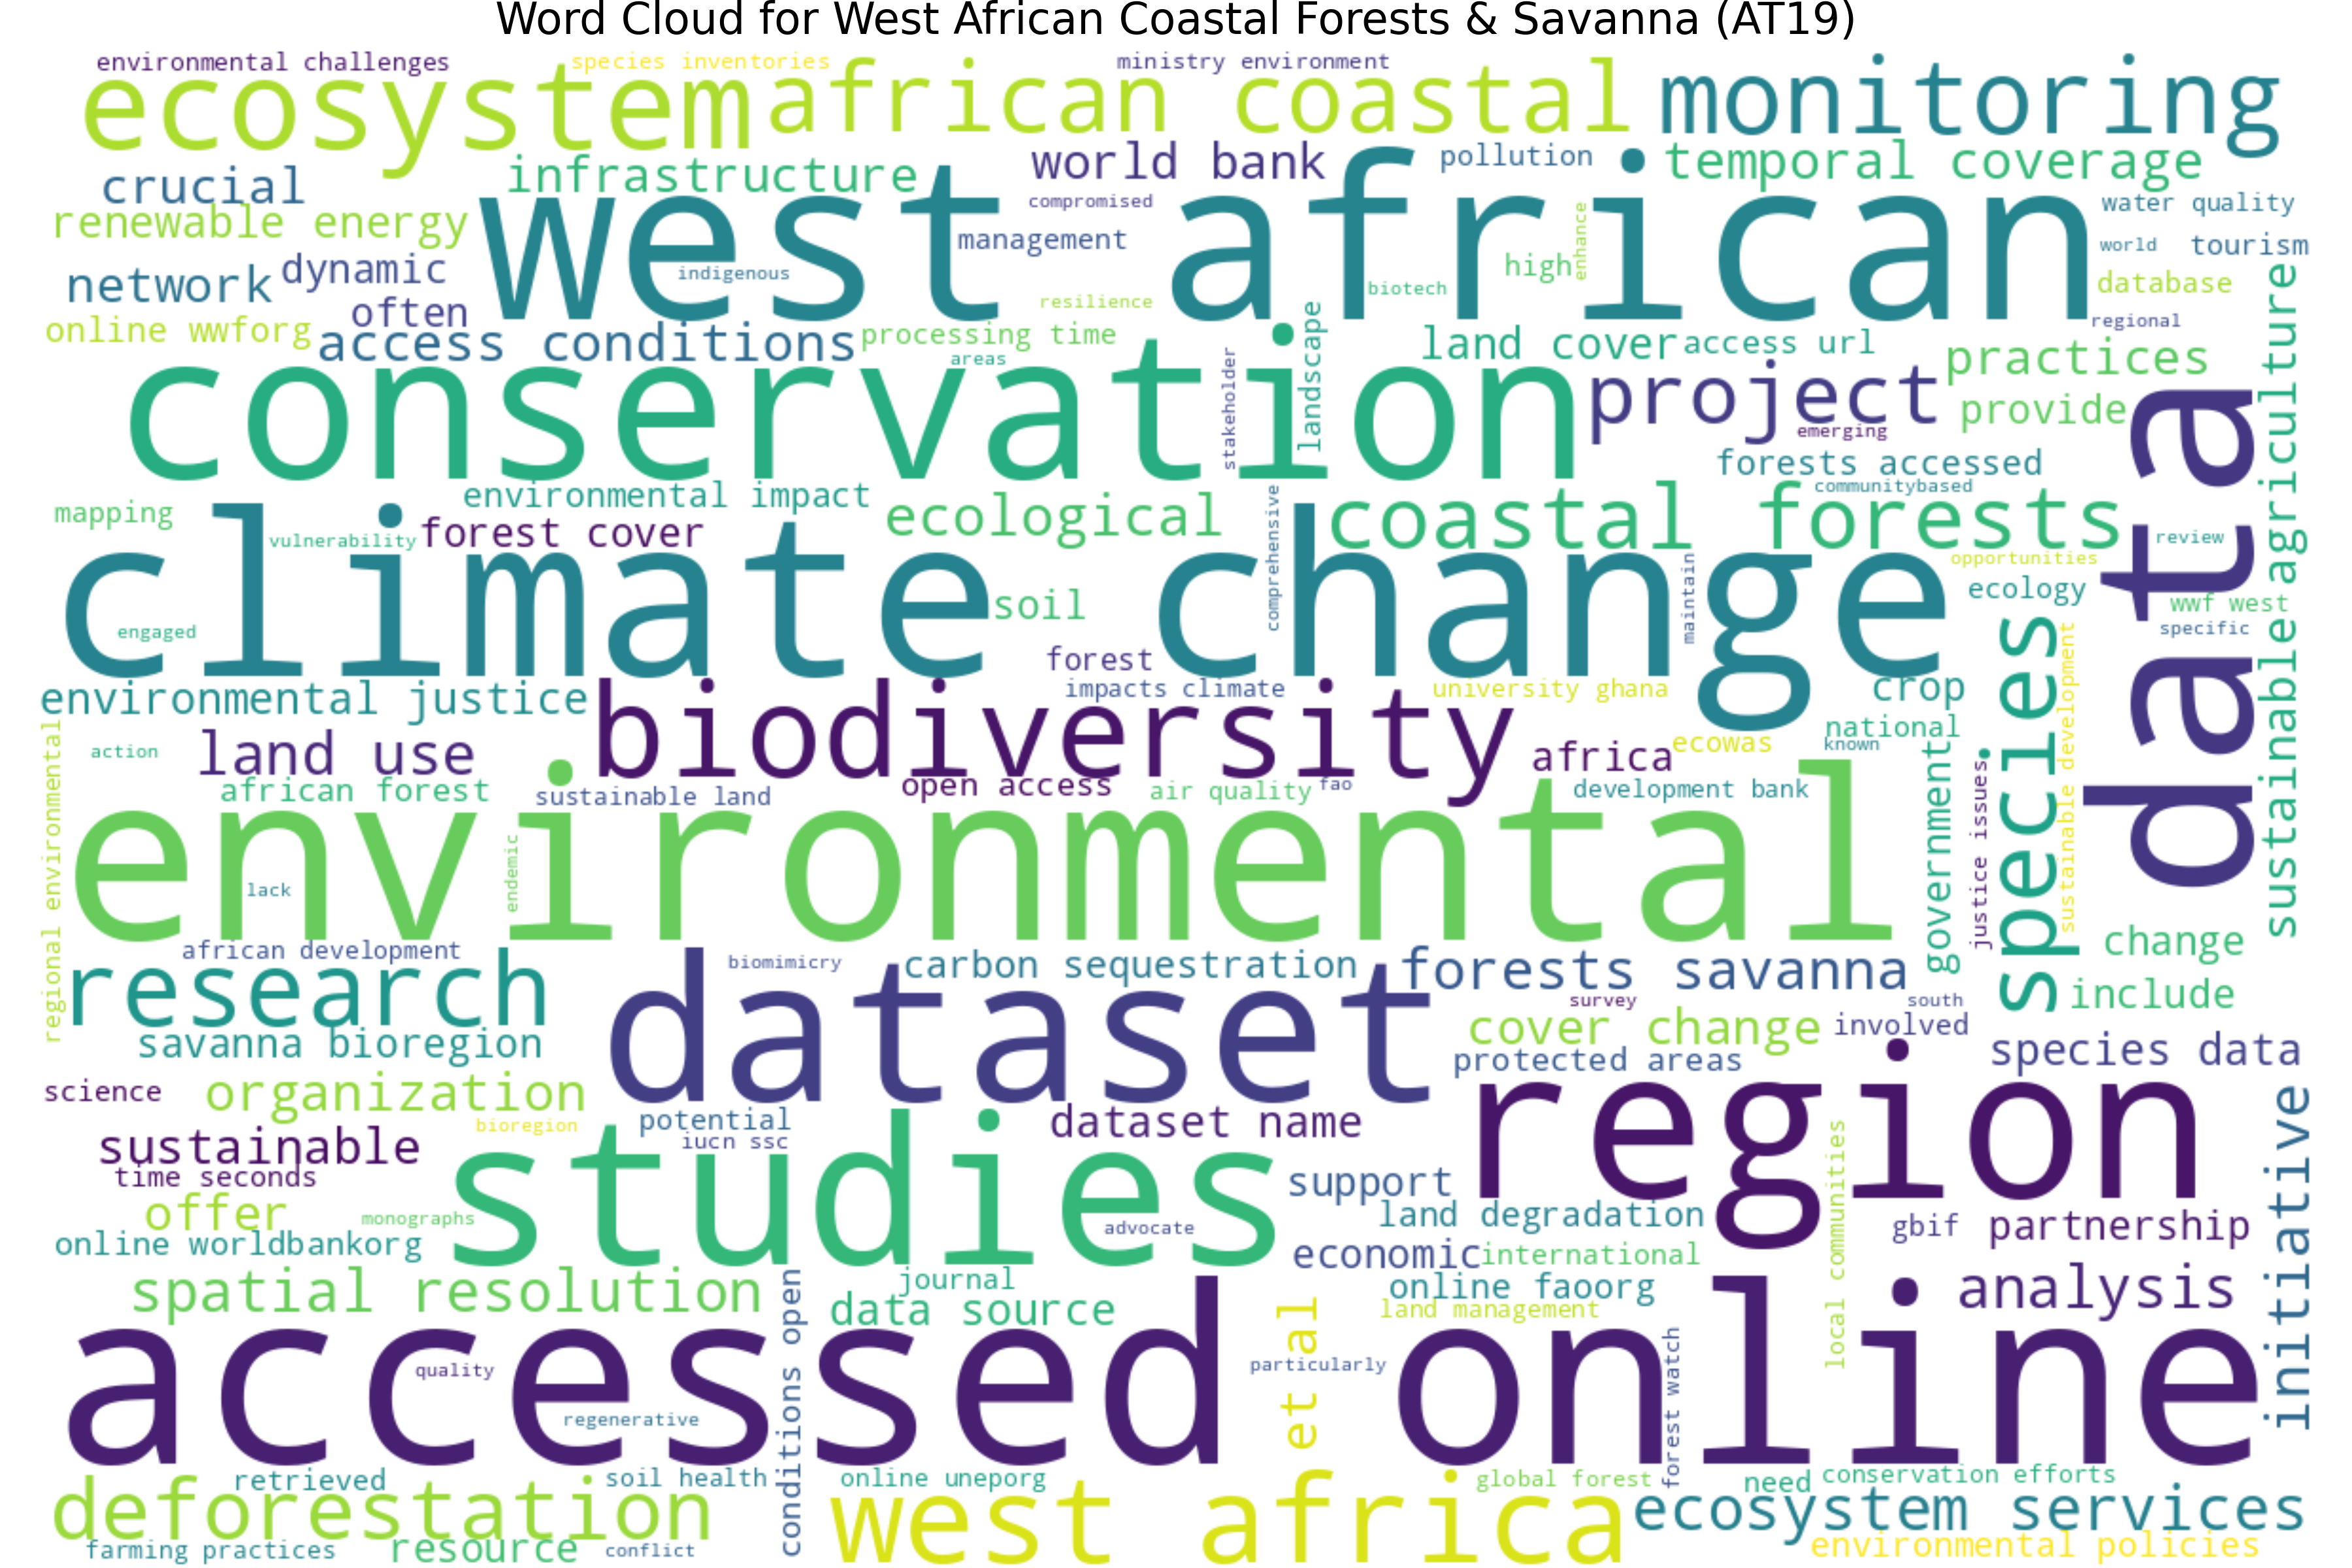 Word Cloud for West African Coastal Forests & Savanna (AT19)
environmental challenges
species inventories
ministry environment
ecosystem
african coastal
monitoring
crucial
infrastructure
world bank
pollution
temporal coverage
renewable energy
west african
compromised
water quality
management
enhance
world
tourism
network
dynamic
indigenous
high
biotech
database
often
resilience
regional
online wwforg
access conditions
processing time
areas
land cover
access url
practices
sustainable agriculture
landscape
stakeholder
conservation
project
provide
emerging
data
forests accessed
communitybased
mapping
environmental impact
ecological
comprehensive
coastal forests
vulnerability
forest cover
review
climate change
opportunities
soil
maintain
ecology
wwf west
engaged
specific
forest
species
sustainable development
environmental justice
impacts climate
university ghana
crop
biodiversity
national
action
land use
africa
ecowas
known
government
justice issues
regional environmental
african forest
sustainable land
open access
air quality
fao
development bank
environmental
endemic
lack
african development
biomimicry
carbon sequestration
forests savanna
change
research
dataset
survey
south
include
savanna bioregion
cover change
involved
protected areas
species data
science
organization
region
bioregion
potential
dataset name
initiative
sustainable
iucn ssc
local communities
time seconds
studies
support
offer
monographs
advocate
land degradation
gbif
partnership
online worldbankorg
economic
international
spatial resolution
conditions open
journal
data source
online faoorg
land management
analysis
et al
accessed online
quality
particularly
forest watch
regenerative
retrieved
soil health
online uneporg
global forest
need
conservation efforts
deforestation
west africa
ecosystem services
farming practices
resource
conflict
environmental policies